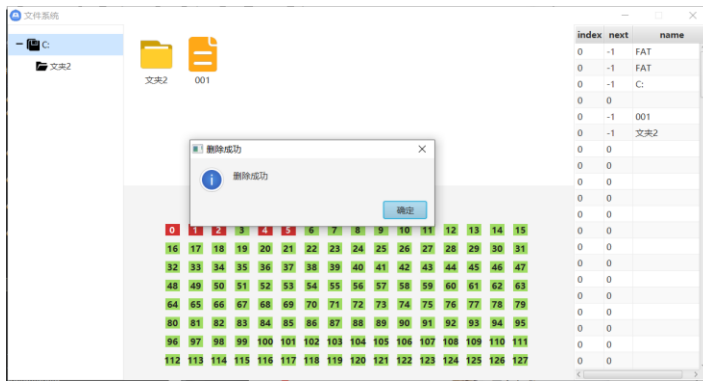 文件系统
C:
文夹2
文夹2 001
删除成功
删除成功
确定
0 1 2 3 4 5 6 7 8 9 10 11 12 13 14 15
16 17 18 19 20 21 22 23 24 25 26 27 28 29 30 31
32 33 34 35 36 37 38 39 40 41 42 43 44 45 46 47
48 49 50 51 52 53 54 55 56 57 58 59 60 61 62 63
64 65 66 67 68 69 70 71 72 73 74 75 76 77 78 79
80 81 82 83 84 85 86 87 88 89 90 91 92 93 94 95
96 97 98 99 100 101 102 103 104 105 106 107 108 109 110 111
112 113 114 115 116 117 118 119 120 121 122 123 124 125 126 127
index next name
0 -1 FAT
0 -1 FAT
0 -1 C:
0 0
0 -1 001
0 -1 文夹2
0 0
0 0
0 0
0 0
0 0
0 0
0 0
0 0
0 0
0 0
0 0
0 0
0 0
0 0